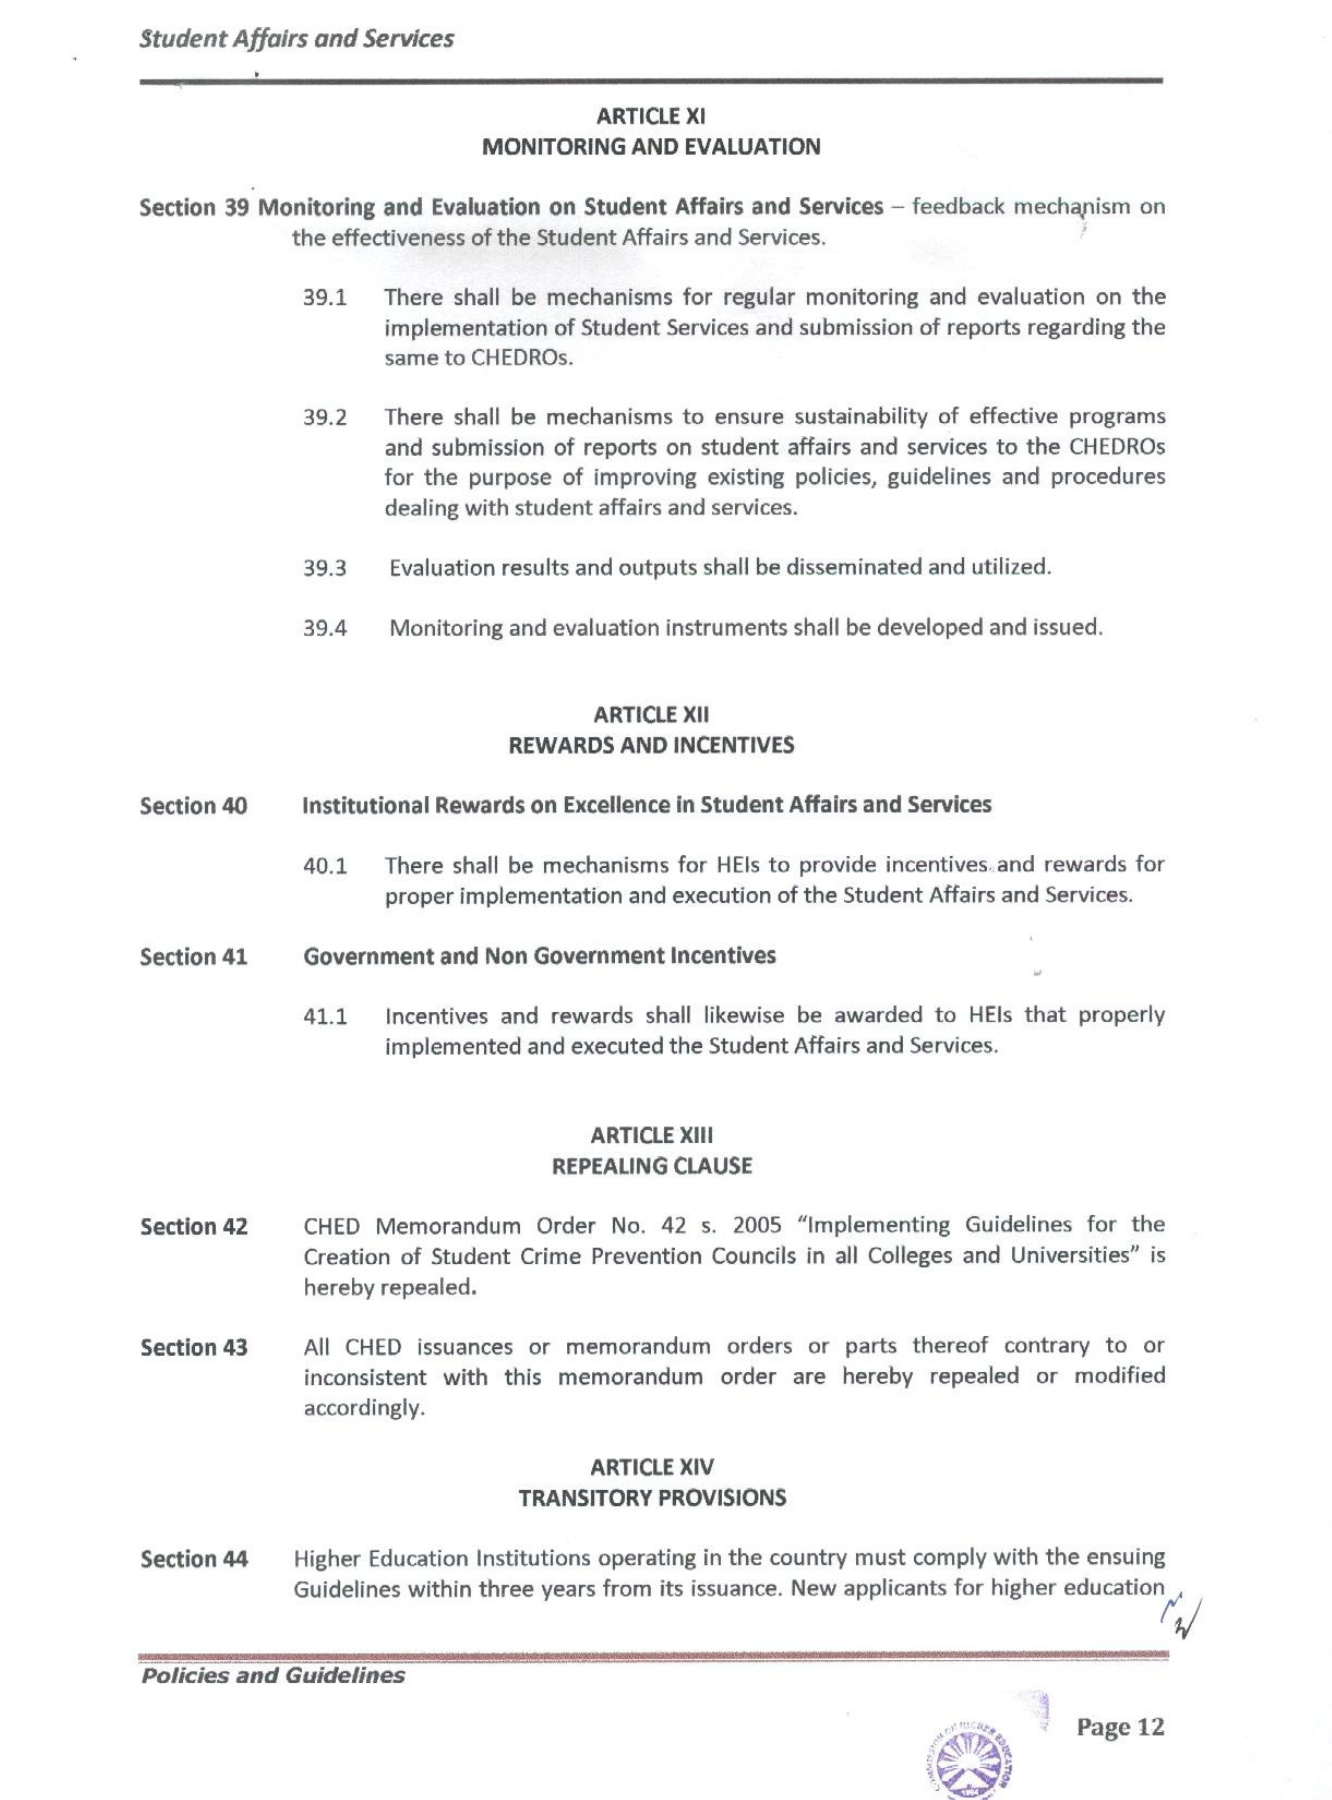 Student Affairs and Services
ARTICLE XI
MONITORING AND EVALUATION
Section 39 Monitoring and Evaluation on Student Affairs and Services – feedback mechanism on
the effectiveness of the Student Affairs and Services.
39.1 There shall be mechanisms for regular monitoring and evaluation on the
implementation of Student Services and submission of reports regarding the
same to CHEDROs.
39.2 There shall be mechanisms to ensure sustainability of effective programs
and submission of reports on student affairs and services to the CHEDROs
for the purpose of improving existing policies, guidelines and procedures
dealing with student affairs and services.
39.3 Evaluation results and outputs shall be disseminated and utilized.
39.4 Monitoring and evaluation instruments shall be developed and issued.
ARTICLE XII
REWARDS AND INCENTIVES
Section 40 Institutional Rewards on Excellence in Student Affairs and Services
40.1 There shall be mechanisms for HEIs to provide incentives and rewards for
proper implementation and execution of the Student Affairs and Services.
Section 41 Government and Non Government Incentives
41.1 Incentives and rewards shall likewise be awarded to HEIs that properly
implemented and executed the Student Affairs and Services.
ARTICLE XIII
REPEALING CLAUSE
Section 42 CHED Memorandum Order No. 42 s. 2005 “Implementing Guidelines for the
Creation of Student Crime Prevention Councils in all Colleges and Universities” is
hereby repealed.
Section 43 All CHED issuances or memorandum orders or parts thereof contrary to or
inconsistent with this memorandum order are hereby repealed or modified
accordingly.
ARTICLE XIV
TRANSITORY PROVISIONS
Section 44 Higher Education Institutions operating in the country must comply with the ensuing
Guidelines within three years from its issuance. New applicants for higher education
Policies and Guidelines
Page 12
COMMISSION ON HIGHER EDUCATION
1994